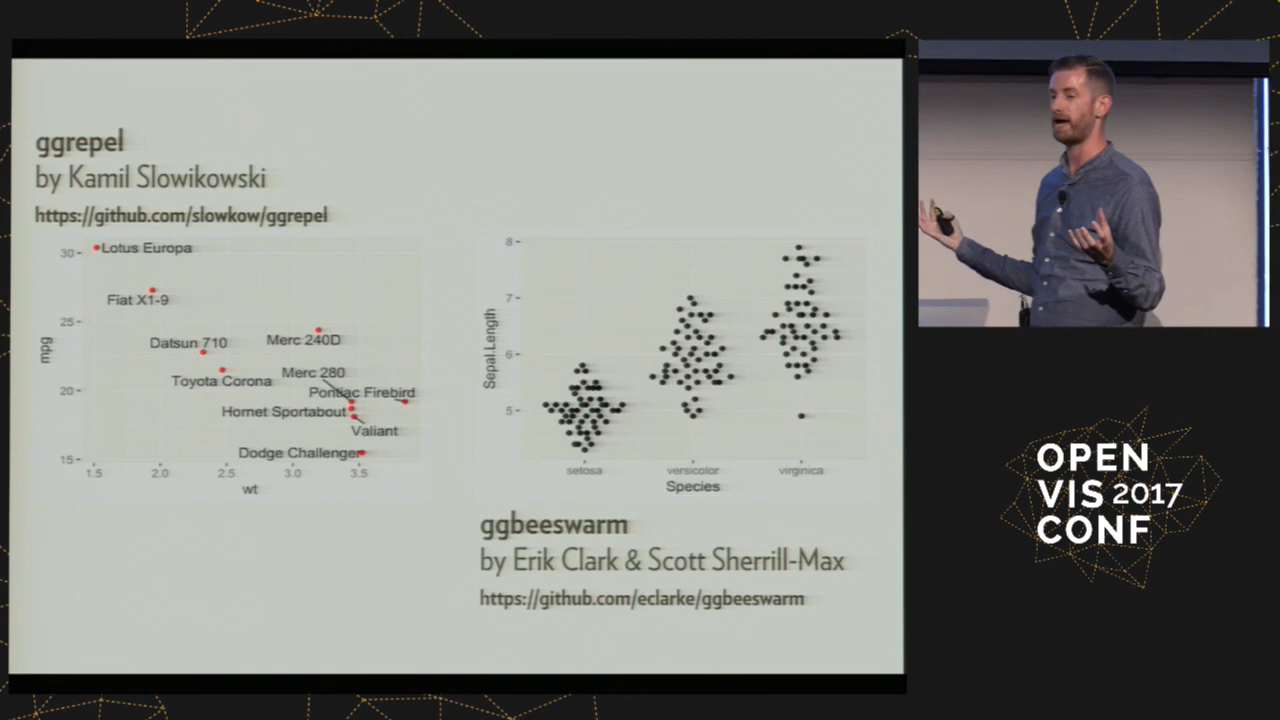 ggrepel
by Kamil Slowikowski
https://github.com/slowkow/ggrepel
30
25
20
15
mpg
Lotus Europa
Fiat X1-9
Datsun 710
Merc 240D
Toyota Corona
Merc 280
Pontiac Firebird
Hornet Sportabout
Valiant
Dodge Challenger
1.5 2.0 2.5 3.0 3.5
wt
8
7
6
5
Sepal.Length
setosa versicolor virginica
Species
ggbeeswarm
by Erik Clark & Scott Sherrill-Max
https://github.com/eclarke/ggbeeswarm
OPEN
VIS 2017
CONF